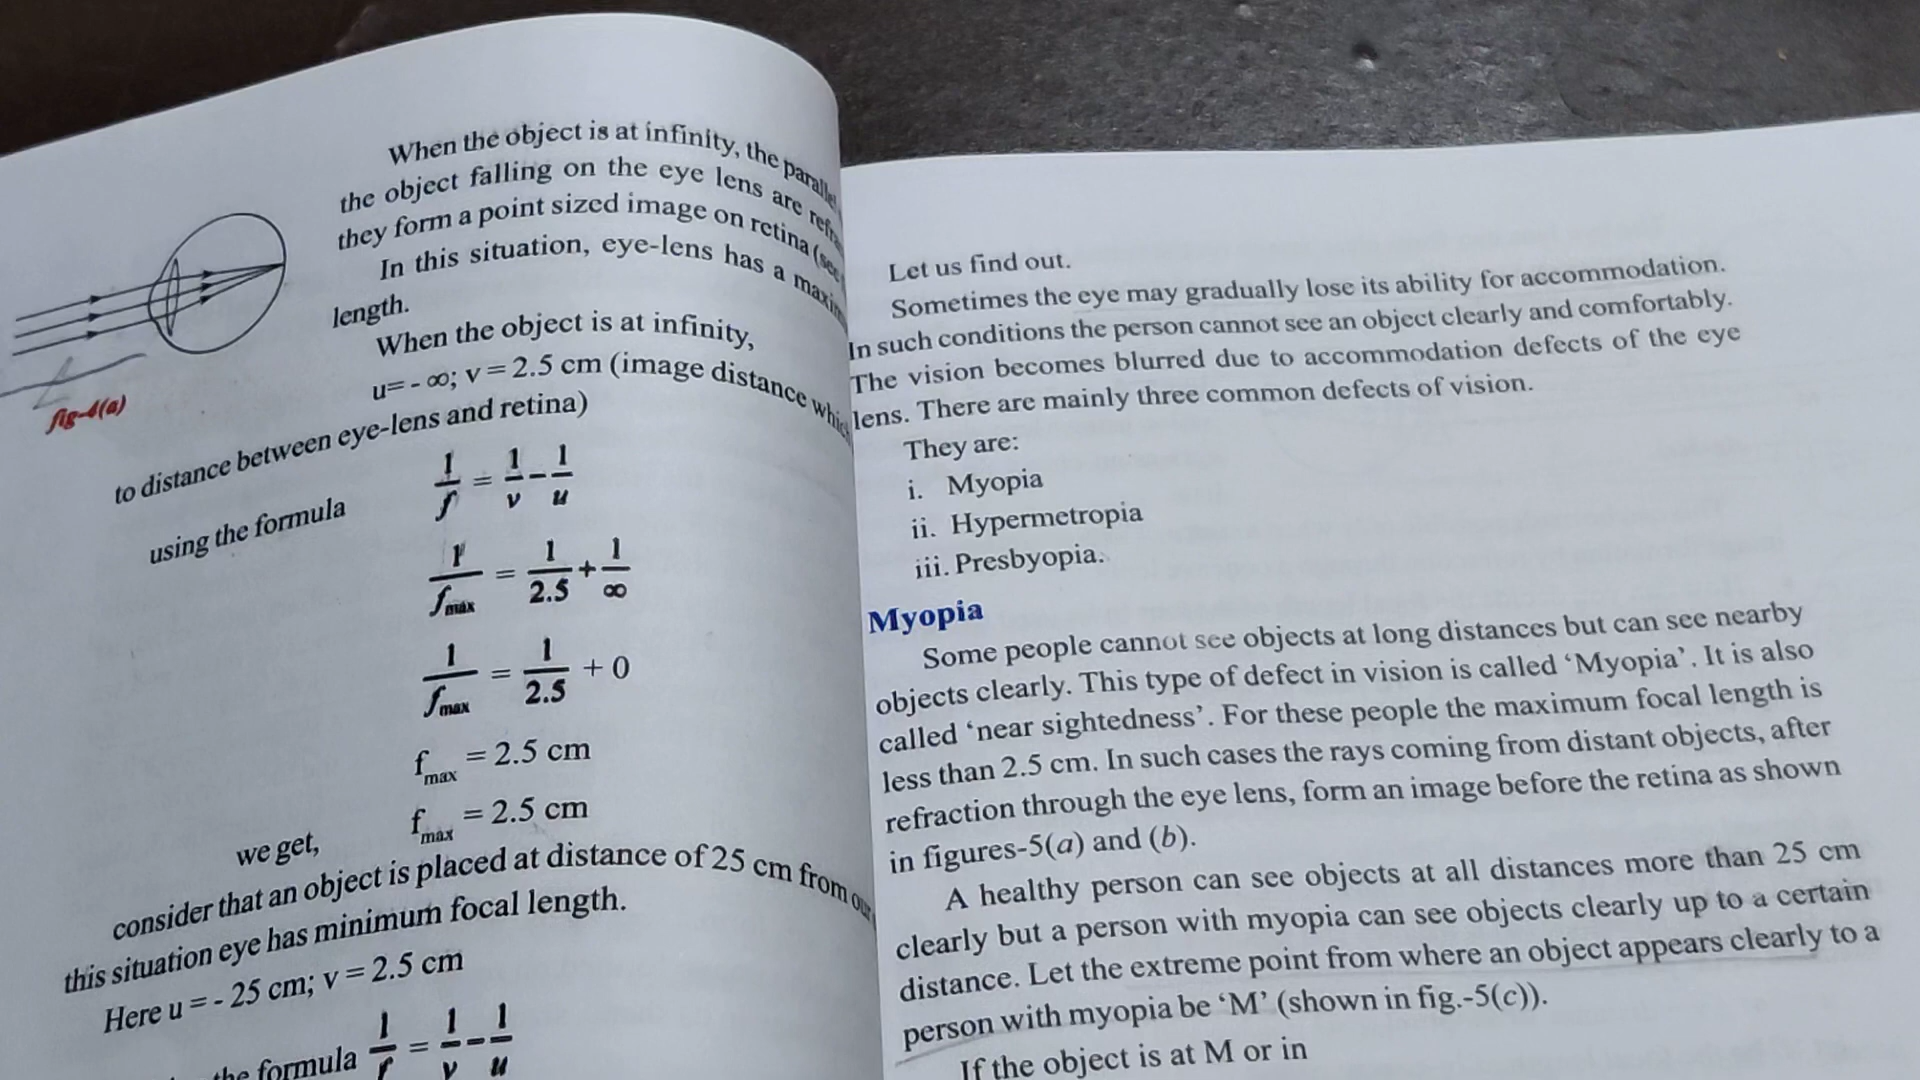 When the object is at infinity, the parallel
the object falling on the eye lens are
they form a point sized image on retina (see
In this situation, eye-lens has a
length.
When the object is at infinity,
u= - ∞; v = 2.5 cm (image distance which
to distance between eye-lens and retina)
fig-4(a)
using the formula 1/f = 1/v - 1/u
1/fmax = 1/2.5 + 1/∞
1/fmax = 1/2.5 + 0
fmax = 2.5 cm
we get, fmax = 2.5 cm
consider that an object is placed at distance of 25 cm from our
this situation eye has minimum focal length.
Here u = - 25 cm; v = 2.5 cm
the formula 1/f = 1/v - 1/u
Let us find out.
Sometimes the eye may gradually lose its ability for accommodation.
In such conditions the person cannot see an object clearly and comfortably.
The vision becomes blurred due to accommodation defects of the eye
lens. There are mainly three common defects of vision.
They are:
i. Myopia
ii. Hypermetropia
iii. Presbyopia.
Myopia
Some people cannot see objects at long distances but can see nearby
objects clearly. This type of defect in vision is called ‘Myopia’. It is also
called ‘near sightedness’. For these people the maximum focal length is
less than 2.5 cm. In such cases the rays coming from distant objects, after
refraction through the eye lens, form an image before the retina as shown
in figures-5(a) and (b).
A healthy person can see objects at all distances more than 25 cm
clearly but a person with myopia can see objects clearly up to a certain
distance. Let the extreme point from where an object appears clearly to a
person with myopia be ‘M’ (shown in fig.-5(c)).
If the object is at M or in